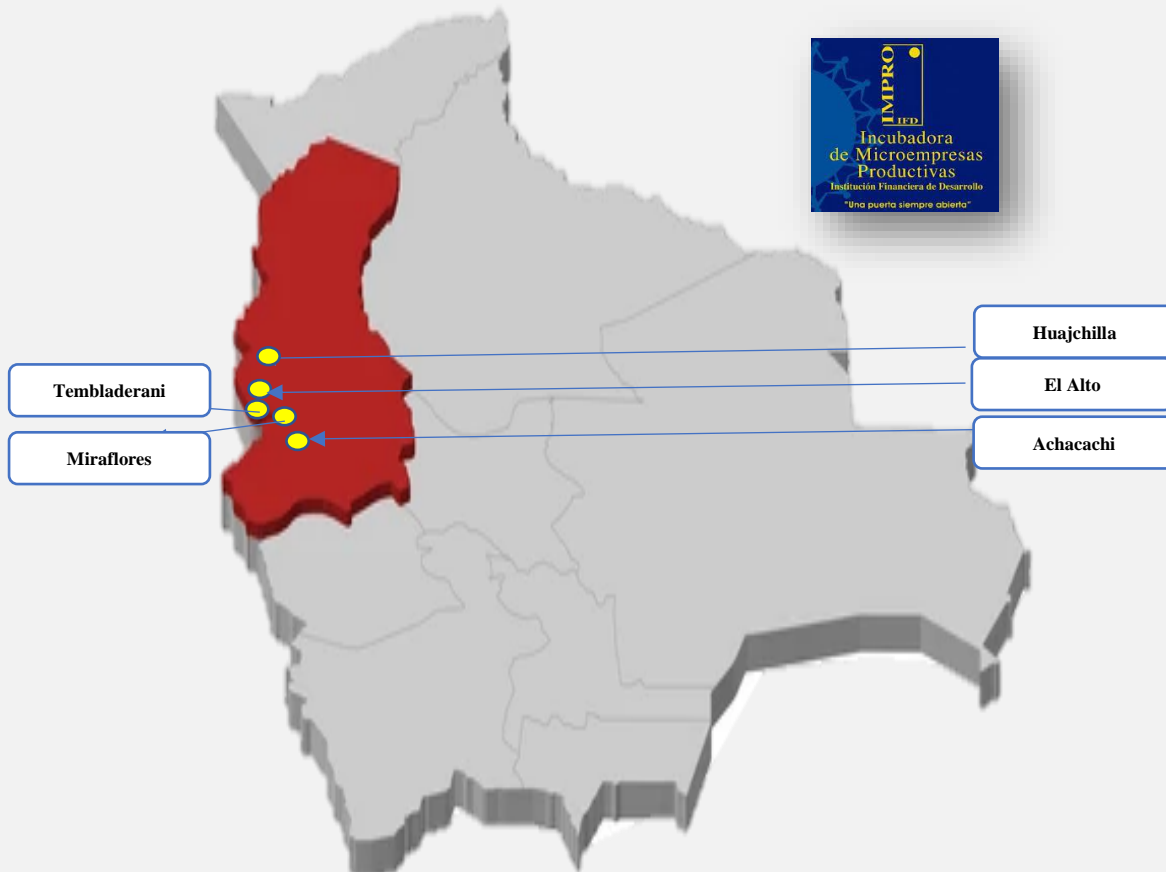 IMPRO
IFD
Incubadora
de Microempresas
Productivas
Institución Financiera de Desarrollo
"Una puerta siempre abierta"
Huajchilla
Tembladerani
El Alto
Miraflores
Achacachi